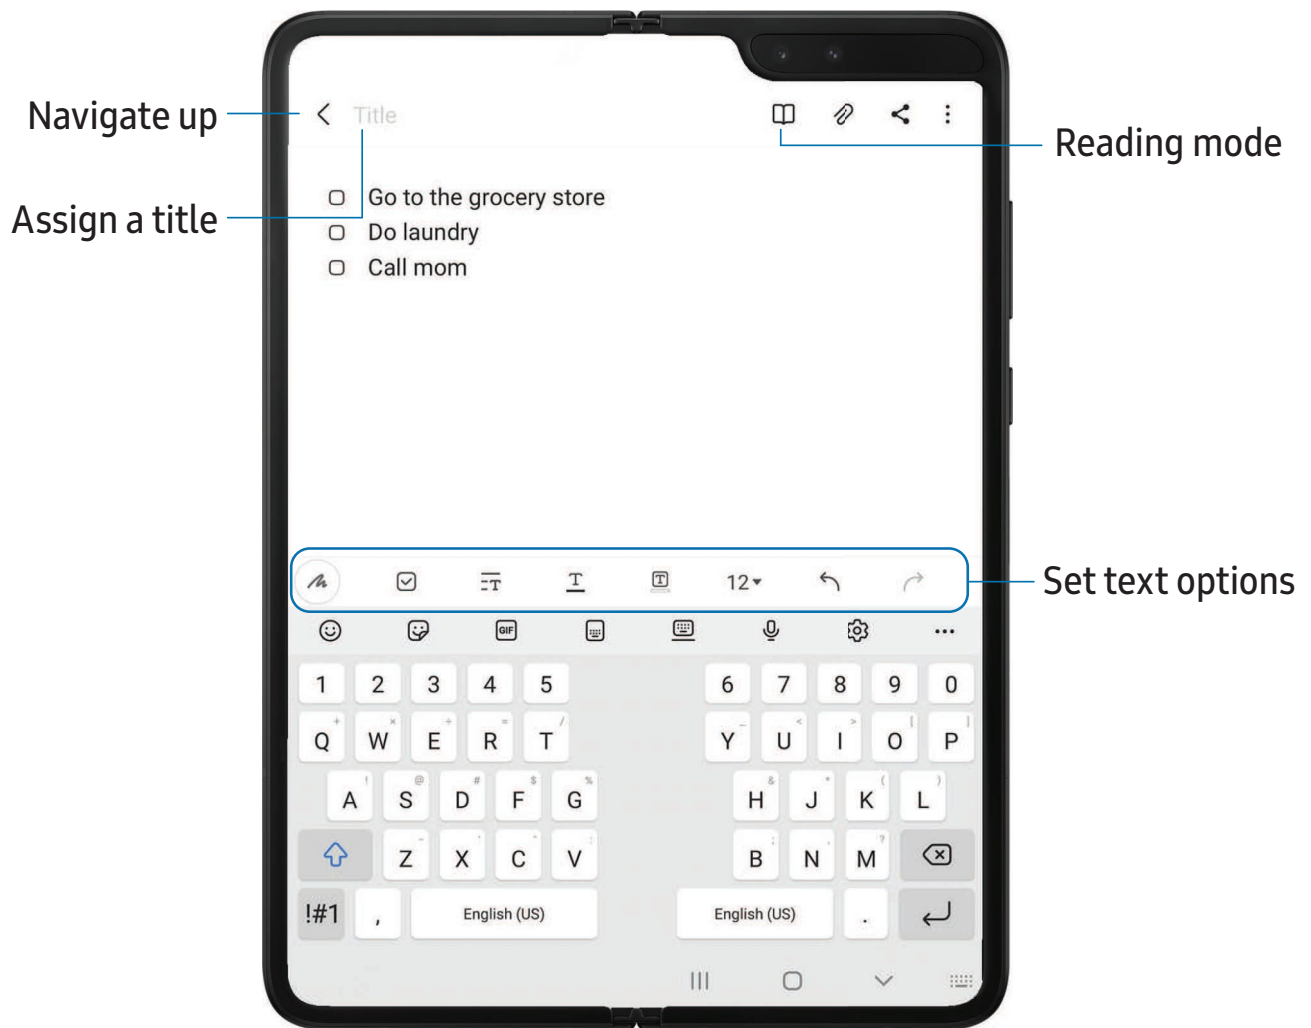 Navigate up
Title
Reading mode
Assign a title
Go to the grocery store
Do laundry
Call mom
T
T
T
12
Set text options
GIF
1 2 3 4 5 6 7 8 9 0
Q + W × E ÷ R = T / Y _ U < I > O [ P ]
A ! S @ D # F $ G % H & J * K ( L )
Z X C V B N M ?
!#1 , English (US) English (US) .